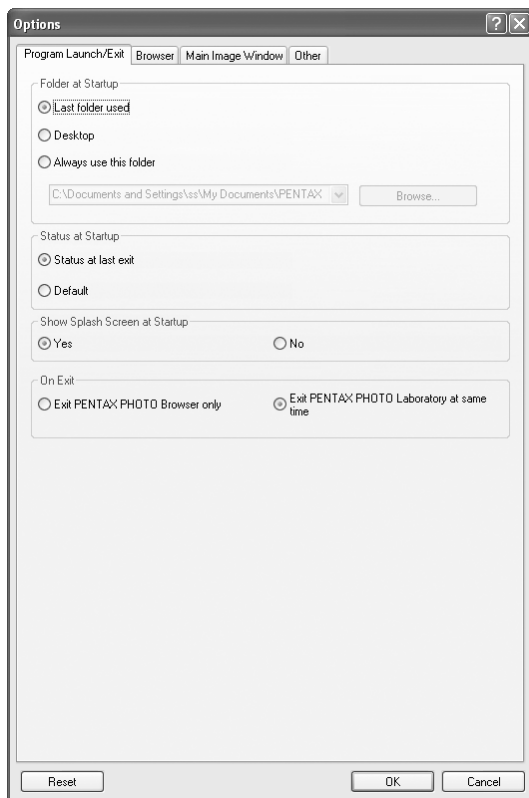 Options
Program Launch/Exit Browser Main Image Window Other
Folder at Startup
Last folder used
Desktop
Always use this folder
C:\Documents and Settings\ss\My Documents\PENTAX Browse...
Status at Startup
Status at last exit
Default
Show Splash Screen at Startup
Yes No
On Exit
Exit PENTAX PHOTO Browser only Exit PENTAX PHOTO Laboratory at same
time
Reset OK Cancel